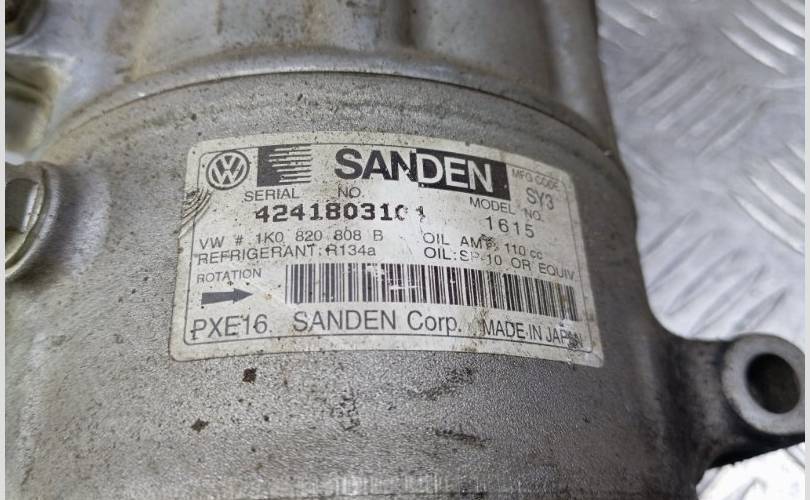 VW SANDEN MFG CODE
SERIAL NO. MODEL NO. SY3
1615
VW # 1K0 820 808 B OIL AMT. 110 cc
REFRIGERANT: R134a OIL: SP-10 OR EQUIV
ROTATION
PXE16 SANDEN Corp. MADE IN JAPAN